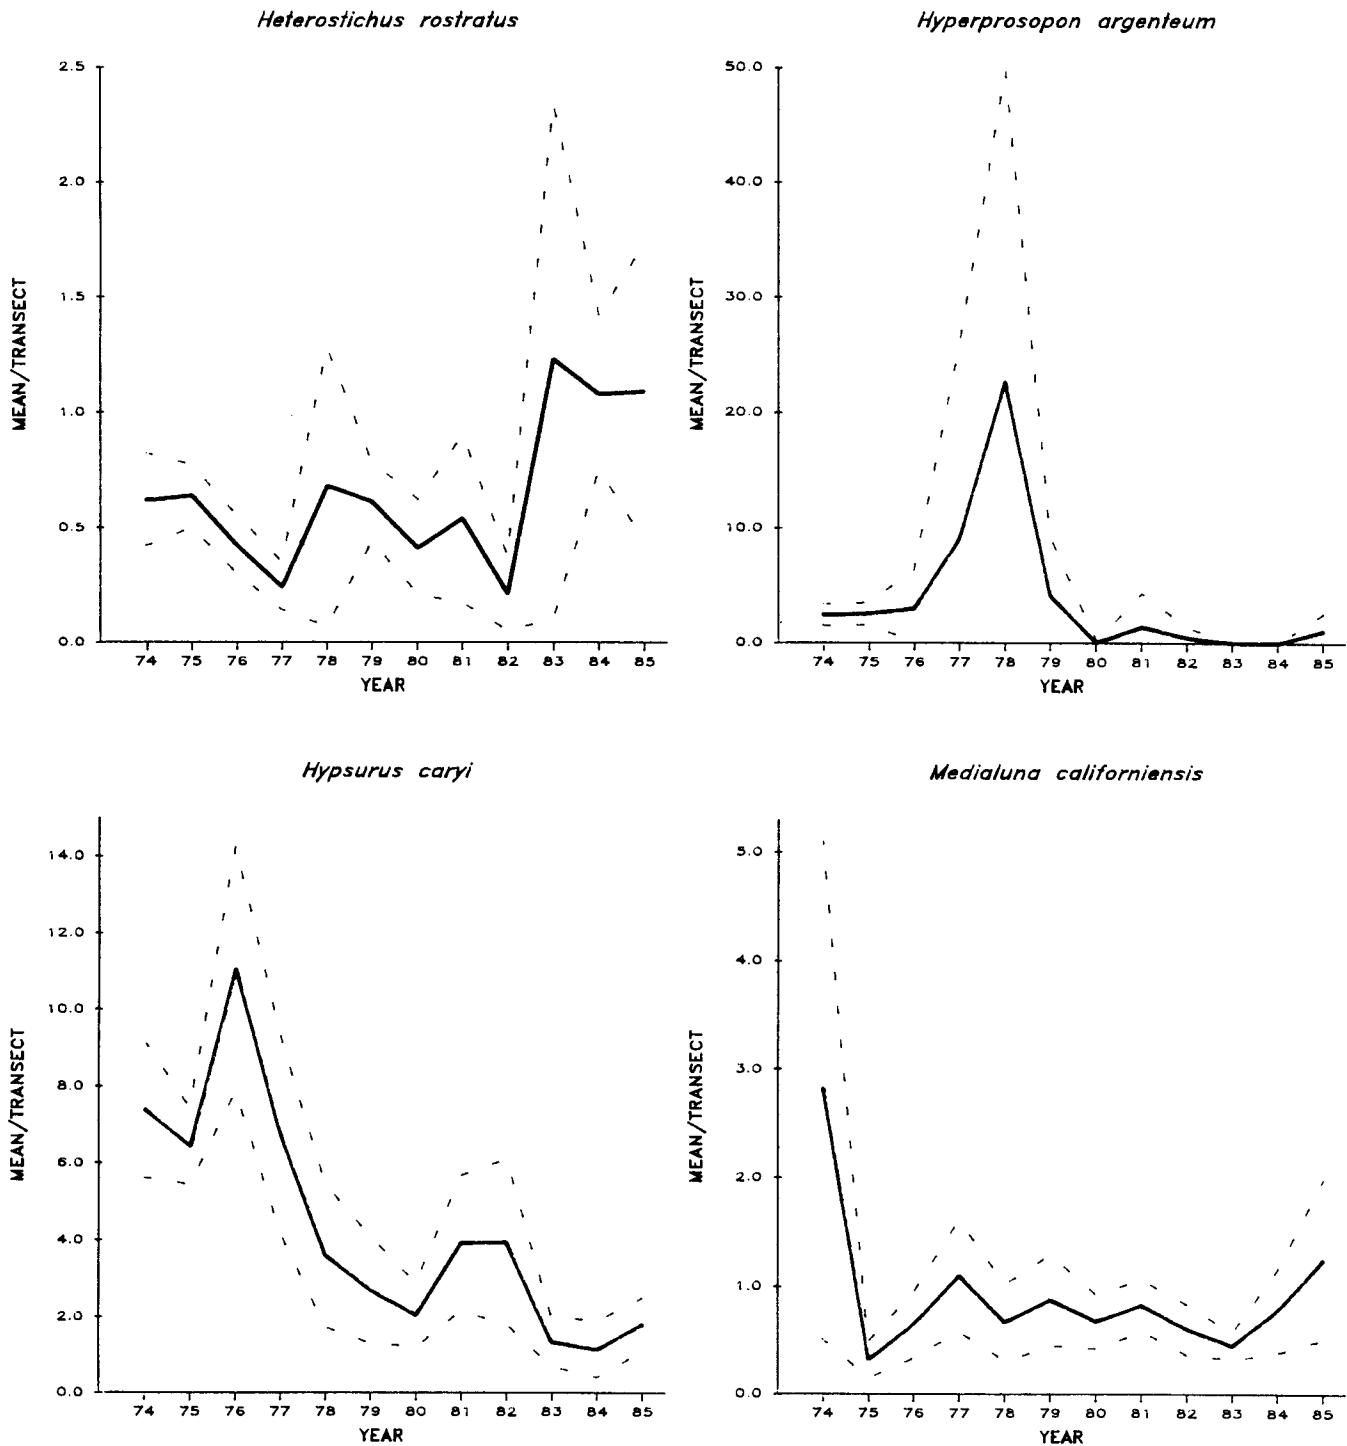 Heterostichus rostratus
2.5
2.0
1.5
1.0
0.5
0.0
MEAN/TRANSECT
74 75 76 77 78 79 80 81 82 83 84 85
YEAR
Hyperprosopon argenteum
50.0
40.0
30.0
20.0
10.0
0.0
MEAN/TRANSECT
74 75 76 77 78 79 80 81 82 83 84 85
YEAR
Hypsurus caryi
14.0
12.0
10.0
8.0
6.0
4.0
2.0
0.0
MEAN/TRANSECT
74 75 76 77 78 79 80 81 82 83 84 85
YEAR
Medialuna californiensis
5.0
4.0
3.0
2.0
1.0
0.0
MEAN/TRANSECT
74 75 76 77 78 79 80 81 82 83 84 85
YEAR